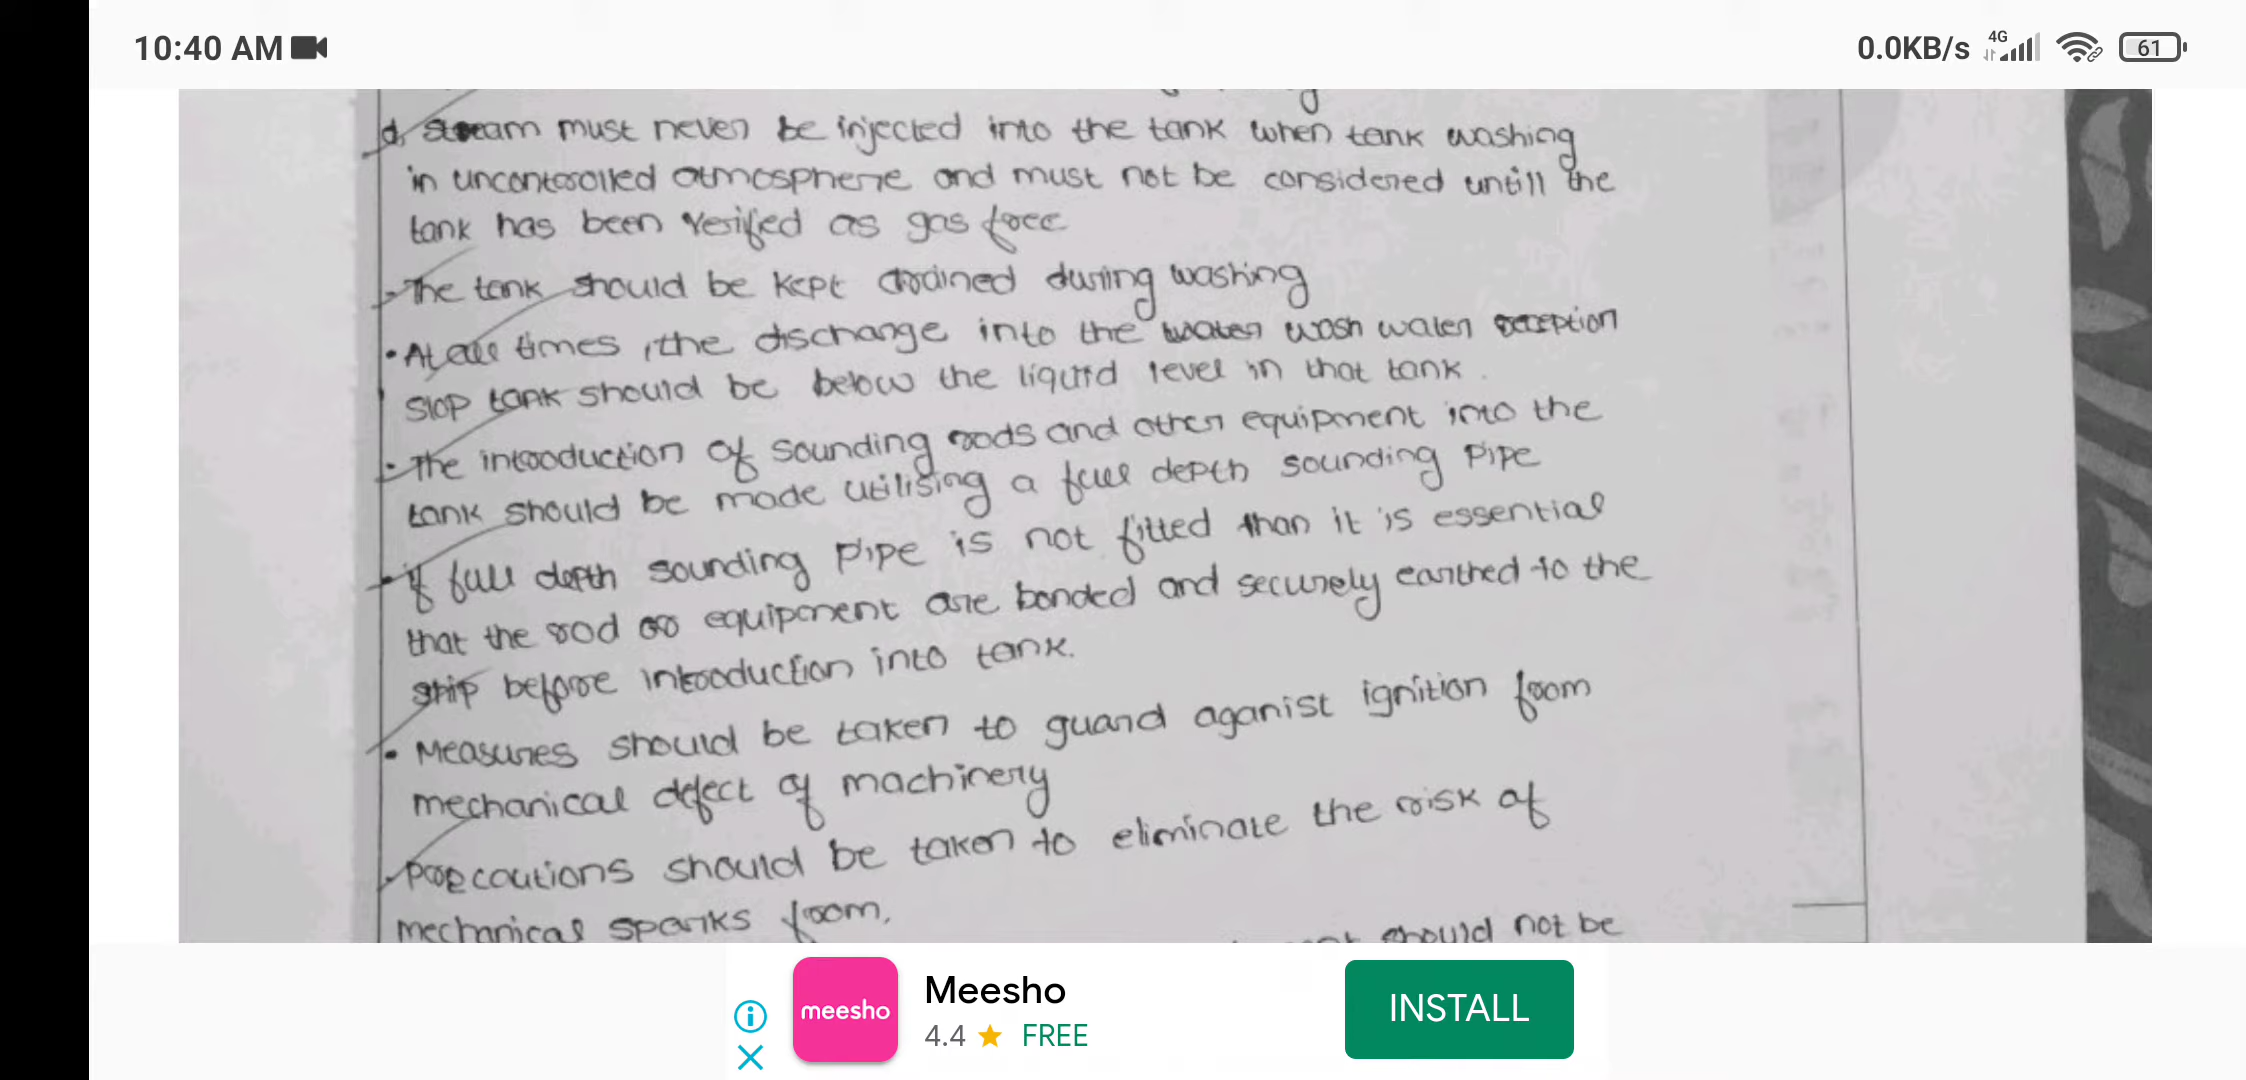 10:40 AM
0.0KB/s 4G 61
d, steam must never be injected into the tank when tank washing
in uncontrolled atmosphere and must not be considered untill the
tank has been verified as gas free
- The tank should be kept drained during washing
• At all times, the discharge into the water wash water reception
slop tank should be below the liquid level in that tank.
• The introduction of sounding rods and other equipment into the
tank should be made utilising a full depth sounding pipe
• if full depth sounding pipe is not fitted than it is essential
that the rod or equipment are bonded and securely earthed to the
ship before introduction into tank.
• Measures should be taken to guard aganist ignition from
mechanical defect of machinery
• Precautions should be taken to eliminate the risk of
mechanical sparks from,
should not be
meesho
Meesho
4.4 ★ FREE
INSTALL